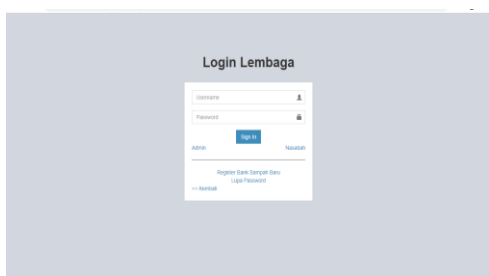 Login Lembaga
Username
Password
Sign In
Admin Nasabah
Register Bank Sampah Baru
Lupa Password
<< Kembali